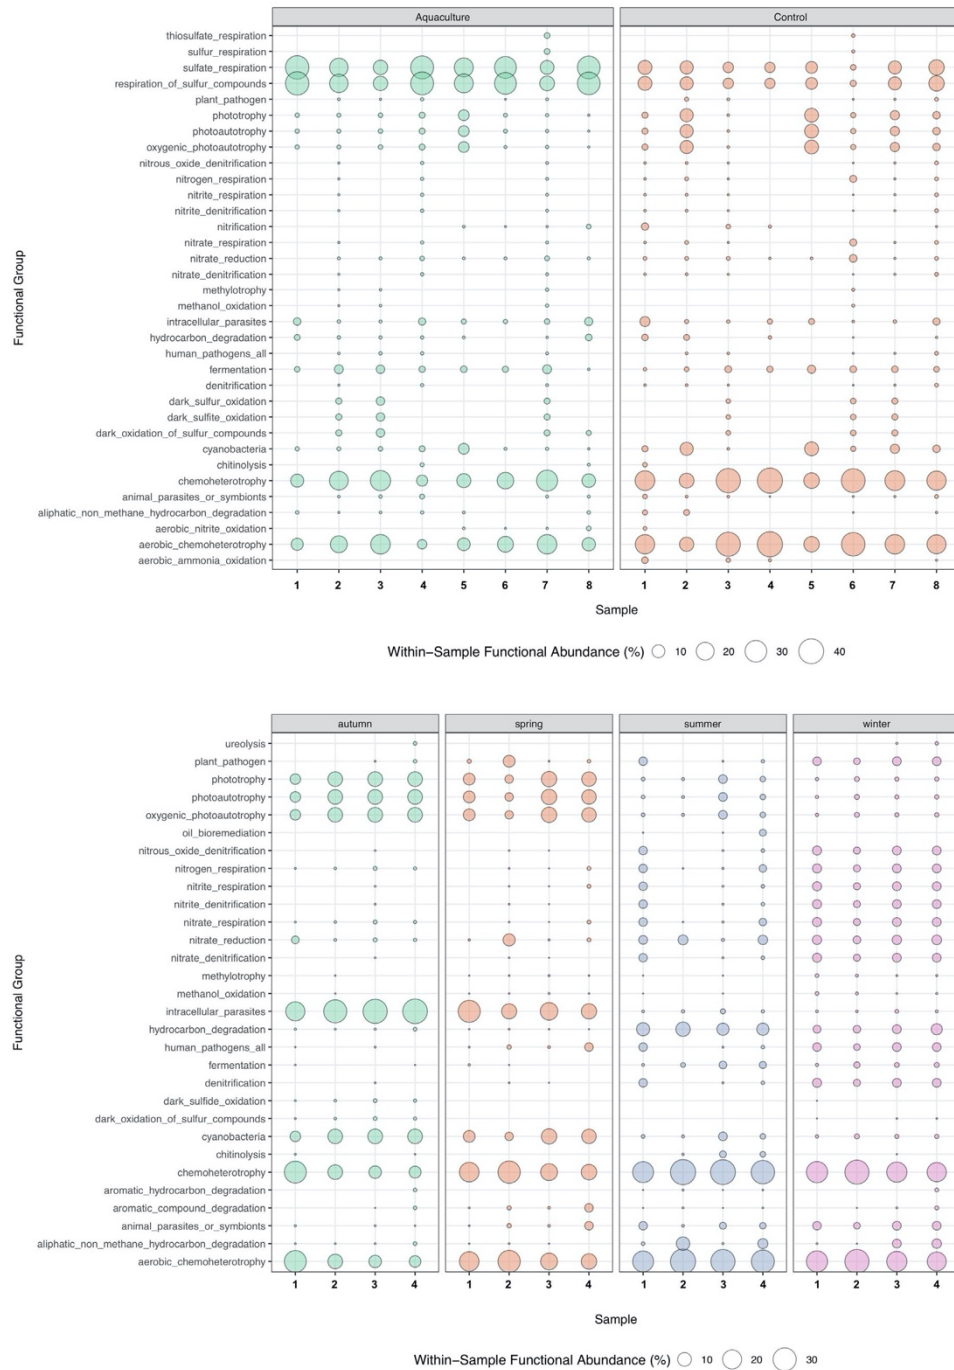 Aquaculture
Control
Functional Group
thiosulfate_respiration
sulfur_respiration
sulfate_respiration
respiration_of_sulfur_compounds
plant_pathogen
phototrophy
photoautotrophy
oxygenic_photoautotrophy
nitrous_oxide_denitrification
nitrogen_respiration
nitrite_respiration
nitrite_denitrification
nitrification
nitrate_respiration
nitrate_reduction
nitrate_denitrification
methylotrophy
methanol_oxidation
intracellular_parasites
hydrocarbon_degradation
human_pathogens_all
fermentation
denitrification
dark_sulfur_oxidation
dark_sulfite_oxidation
dark_oxidation_of_sulfur_compounds
cyanobacteria
chitinolysis
chemoheterotrophy
animal_parasites_or_symbionts
aliphatic_non_methane_hydrocarbon_degradation
aerobic_nitrite_oxidation
aerobic_chemoheterotrophy
aerobic_ammonia_oxidation
1 2 3 4 5 6 7 8 1 2 3 4 5 6 7 8
Sample
Within−Sample Functional Abundance (%) 10 20 30 40
autumn
spring
summer
winter
Functional Group
ureolysis
plant_pathogen
phototrophy
photoautotrophy
oxygenic_photoautotrophy
oil_bioremediation
nitrous_oxide_denitrification
nitrogen_respiration
nitrite_respiration
nitrite_denitrification
nitrate_respiration
nitrate_reduction
nitrate_denitrification
methylotrophy
methanol_oxidation
intracellular_parasites
hydrocarbon_degradation
human_pathogens_all
fermentation
denitrification
dark_sulfide_oxidation
dark_oxidation_of_sulfur_compounds
cyanobacteria
chitinolysis
chemoheterotrophy
aromatic_hydrocarbon_degradation
aromatic_compound_degradation
animal_parasites_or_symbionts
aliphatic_non_methane_hydrocarbon_degradation
aerobic_chemoheterotrophy
1 2 3 4 1 2 3 4 1 2 3 4 1 2 3 4
Sample
Within−Sample Functional Abundance (%) 10 20 30